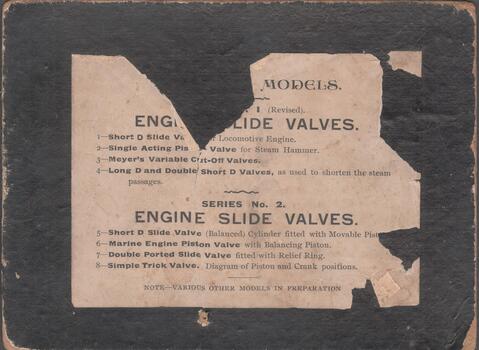 MODELS.
1 (Revised).
ENGI SLIDE VALVES.
1—Short D Slide Va r Locomotive Engine.
2—Single Acting Pis Valve for Steam Hammer.
3—Meyer's Variable Cut-Off Valves.
4—Long D and Double Short D Valves, as used to shorten the steam
passages.
SERIES No. 2.
ENGINE SLIDE VALVES.
5—Short D Slide Valve (Balanced) Cylinder fitted with Movable Pist
6—Marine Engine Piston Valve with Balancing Piston.
7—Double Ported Slide Valve fitted with Relief Ring.
8—Simple Trick Valve. Diagram of Piston and Crank positions.
NOTE—VARIOUS OTHER MODELS IN PREPARATION